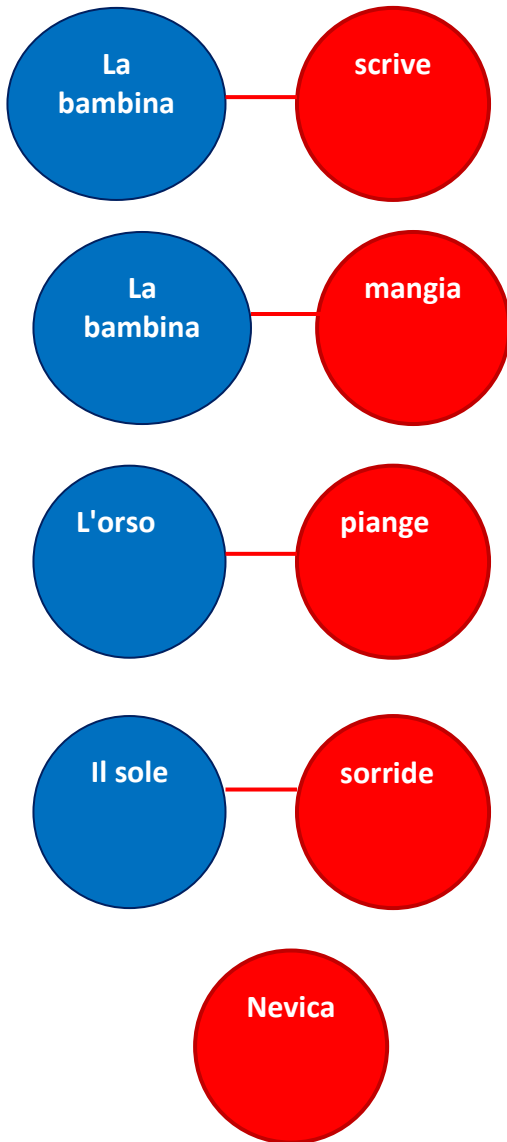 La
bambina
scrive
La
bambina
mangia
L'orso
piange
Il sole
sorride
Nevica